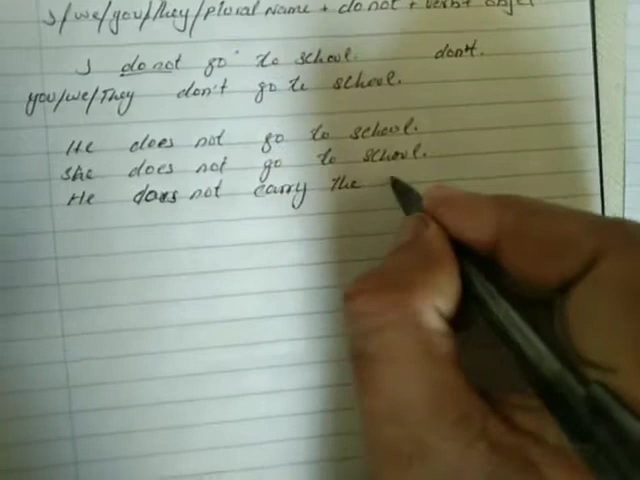 I/we/you/they/plural Name + do not + verb+ objec
I do not go to school. don't.
you/we/They don't go to school.
He does not go to school.
She does not go to school.
He does not carry the